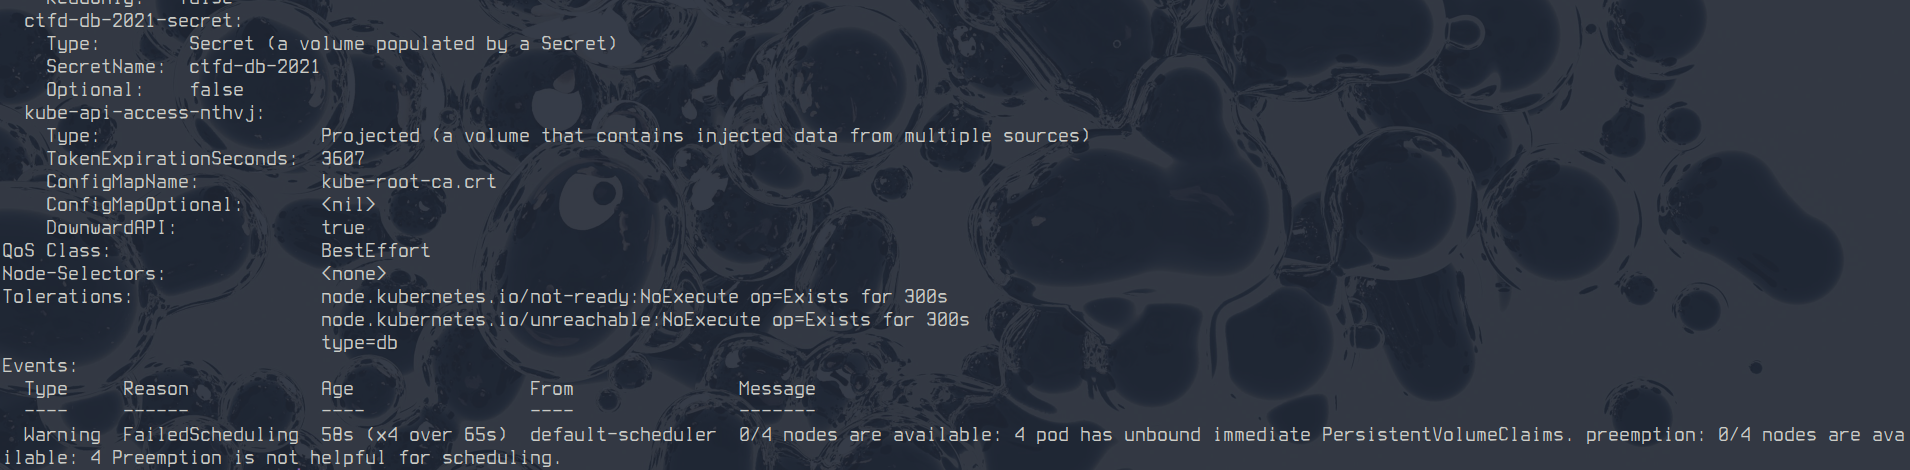 ReadOnly:   false
  ctfd-db-2021-secret:
    Type:        Secret (a volume populated by a Secret)
    SecretName:  ctfd-db-2021
    Optional:    false
  kube-api-access-nthvj:
    Type:                    Projected (a volume that contains injected data from multiple sources)
    TokenExpirationSeconds:  3607
    ConfigMapName:           kube-root-ca.crt
    ConfigMapOptional:       <nil>
    DownwardAPI:             true
QoS Class:                   BestEffort
Node-Selectors:              <none>
Tolerations:                 node.kubernetes.io/not-ready:NoExecute op=Exists for 300s
                             node.kubernetes.io/unreachable:NoExecute op=Exists for 300s
                             type=db
Events:
  Type     Reason            Age                From               Message
  ----     ------            ----               ----               -------
  Warning  FailedScheduling  58s (x4 over 65s)  default-scheduler  0/4 nodes are available: 4 pod has unbound immediate PersistentVolumeClaims. preemption: 0/4 nodes are ava
ilable: 4 Preemption is not helpful for scheduling.